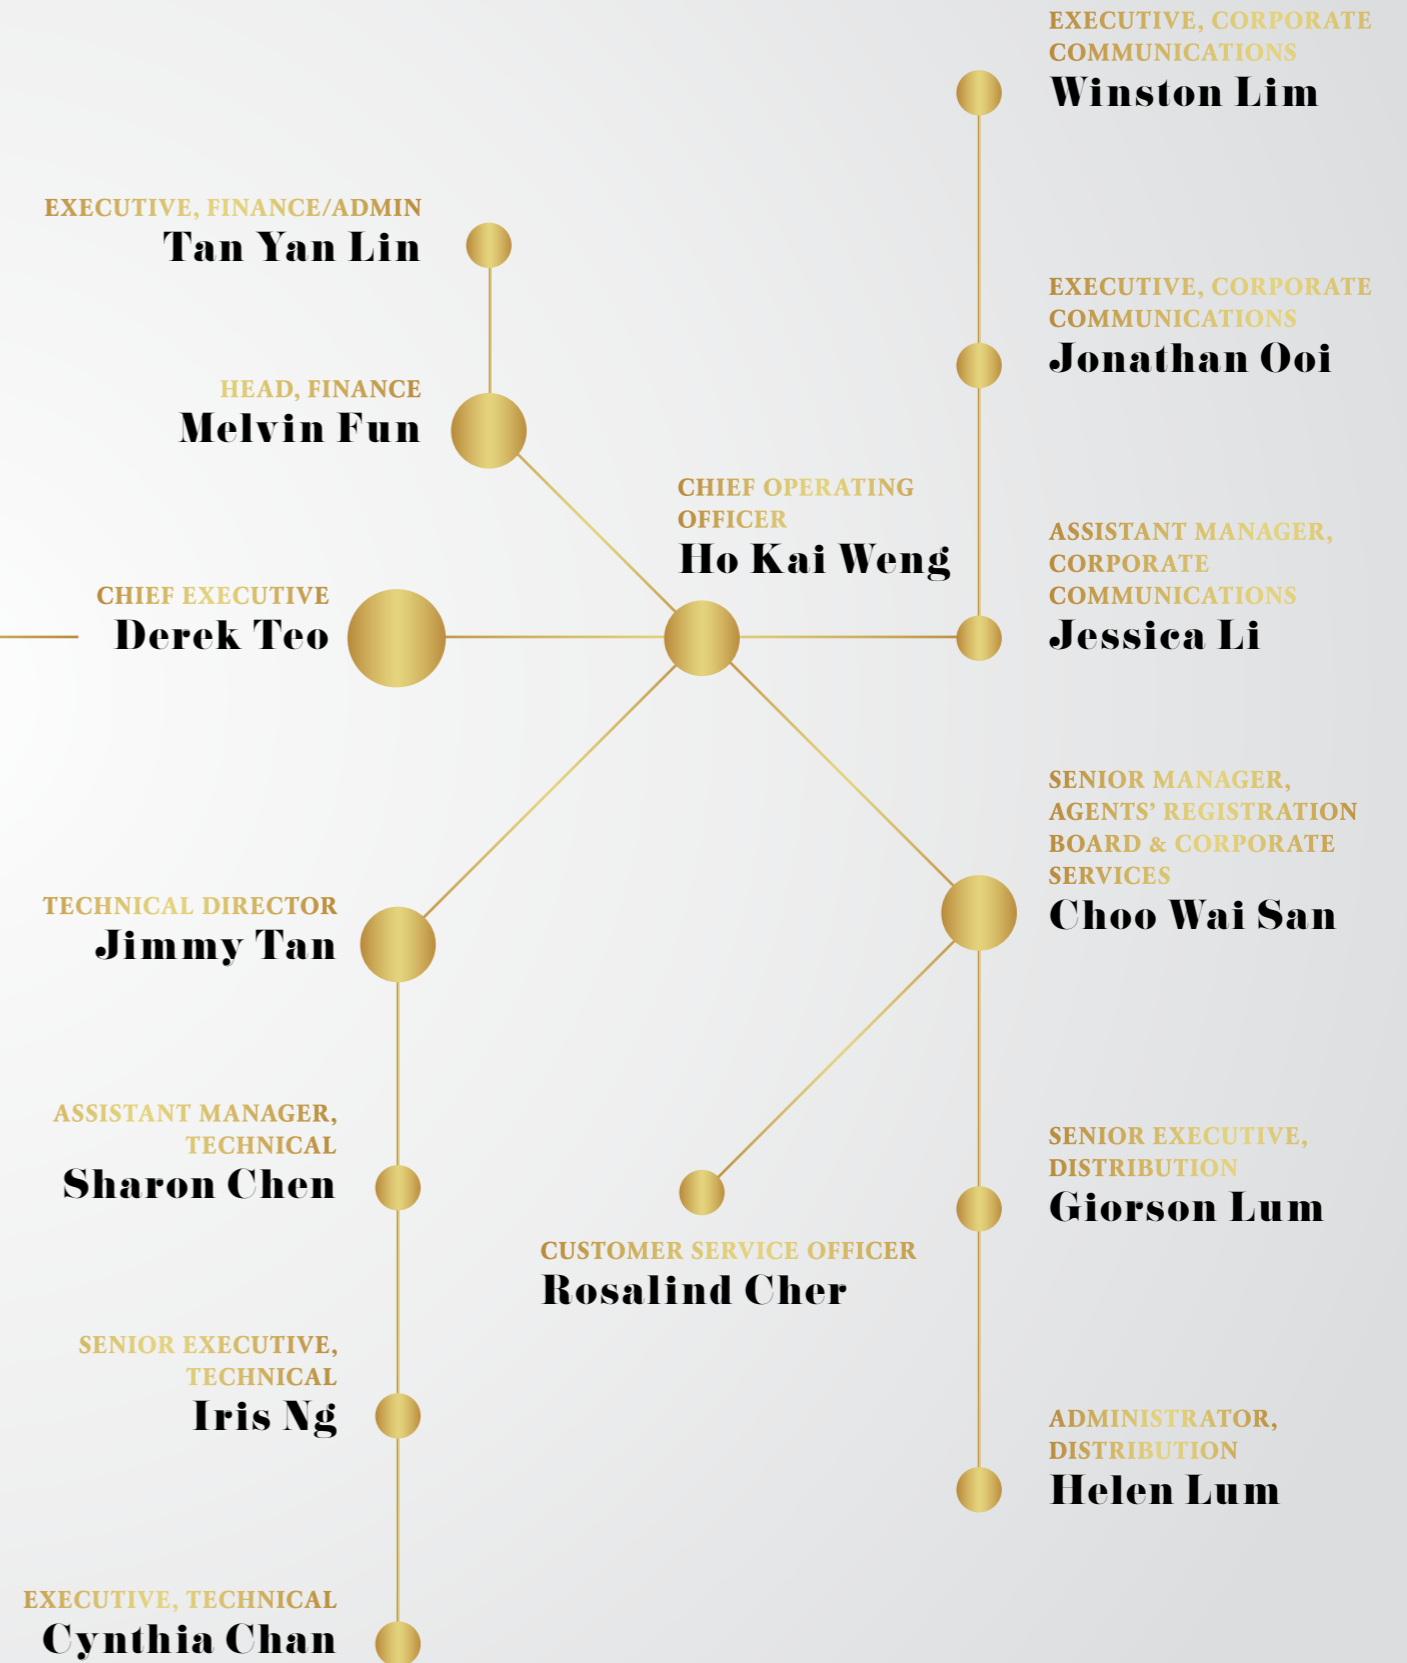 EXECUTIVE, CORPORATE
COMMUNICATIONS
Winston Lim
EXECUTIVE, FINANCE/ADMIN
Tan Yan Lin
EXECUTIVE, CORPORATE
COMMUNICATIONS
Jonathan Ooi
HEAD, FINANCE
Melvin Fun
CHIEF OPERATING
OFFICER
Ho Kai Weng
ASSISTANT MANAGER,
CORPORATE
COMMUNICATIONS
Jessica Li
CHIEF EXECUTIVE
Derek Teo
SENIOR MANAGER,
AGENTS’ REGISTRATION
BOARD & CORPORATE
SERVICES
Choo Wai San
TECHNICAL DIRECTOR
Jimmy Tan
ASSISTANT MANAGER,
TECHNICAL
Sharon Chen
SENIOR EXECUTIVE,
DISTRIBUTION
Giorson Lum
CUSTOMER SERVICE OFFICER
Rosalind Cher
SENIOR EXECUTIVE,
TECHNICAL
Iris Ng
ADMINISTRATOR,
DISTRIBUTION
Helen Lum
EXECUTIVE, TECHNICAL
Cynthia Chan